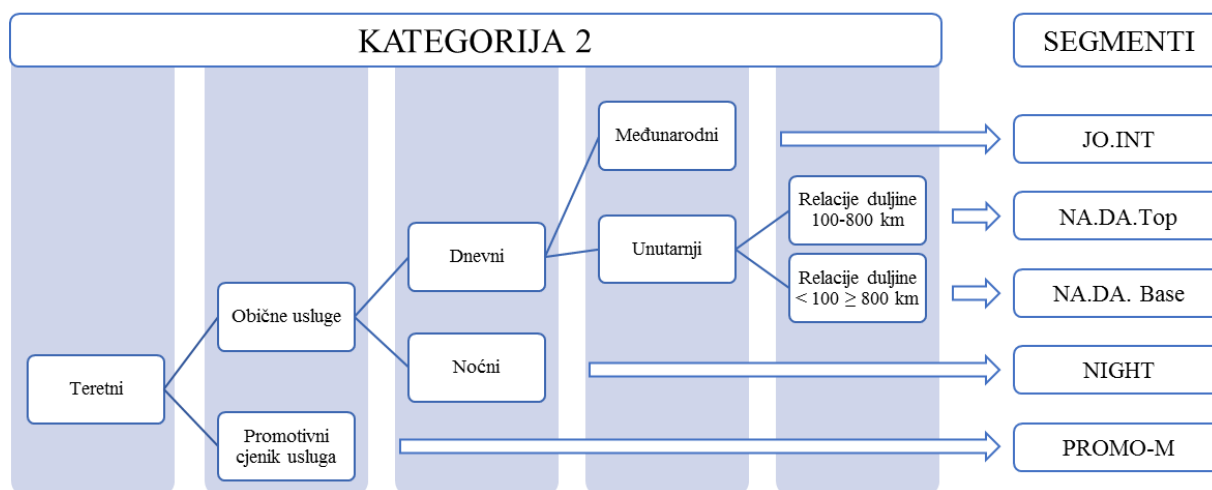 KATEGORIJA 2
SEGMENTI
Međunarodni
JO.INT
Relacije duljine
100-800 km
NA.DA.Top
Dnevni
Unutarnji
Relacije duljine
< 100 ≥ 800 km
NA.DA. Base
Obične usluge
Noćni
NIGHT
Teretni
Promotivni
cjenik usluga
PROMO-M